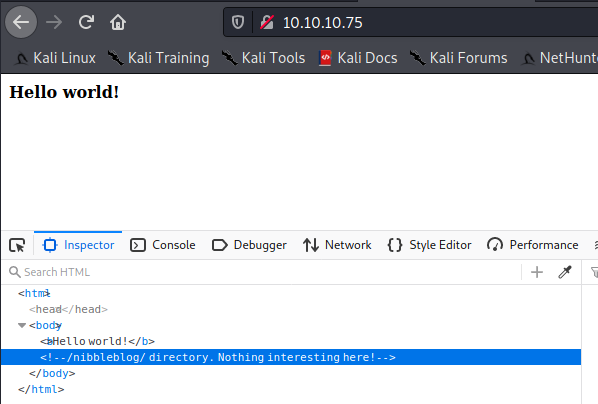 10.10.10.75
Kali Linux Kali Training Kali Tools Kali Docs Kali Forums NetHunt
Hello world!
Inspector Console Debugger Network Style Editor Performance
Search HTML
<html>
<head></head>
<body>
<b>Hello world!</b>
<!--/nibbleblog/ directory. Nothing interesting here!-->
</body>
</html>